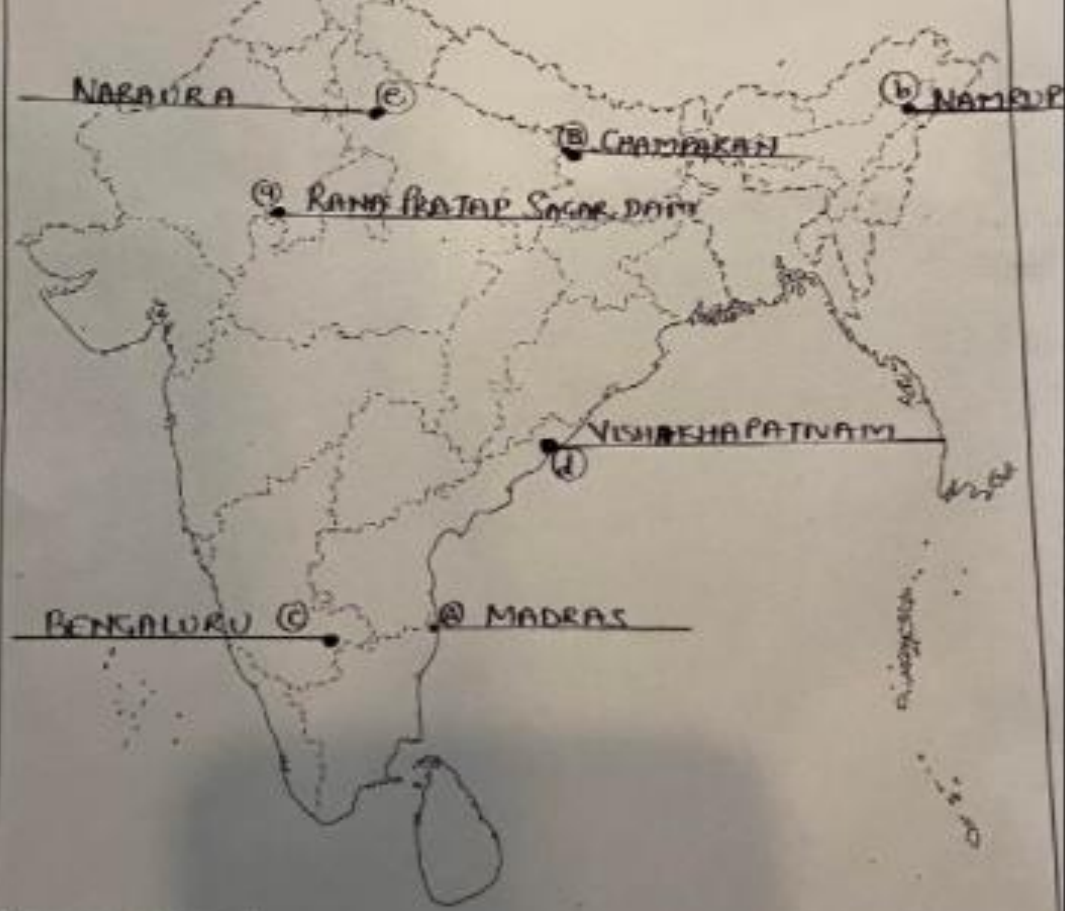 NARAURA ⓔ
ⓑ NAMRUP
Ⓑ CHAMPARAN
ⓠ RANA PRATAP SAGAR DAM
VISHAKHAPATNAM
ⓓ
BENGALURU ⓒ
ⓐ MADRAS